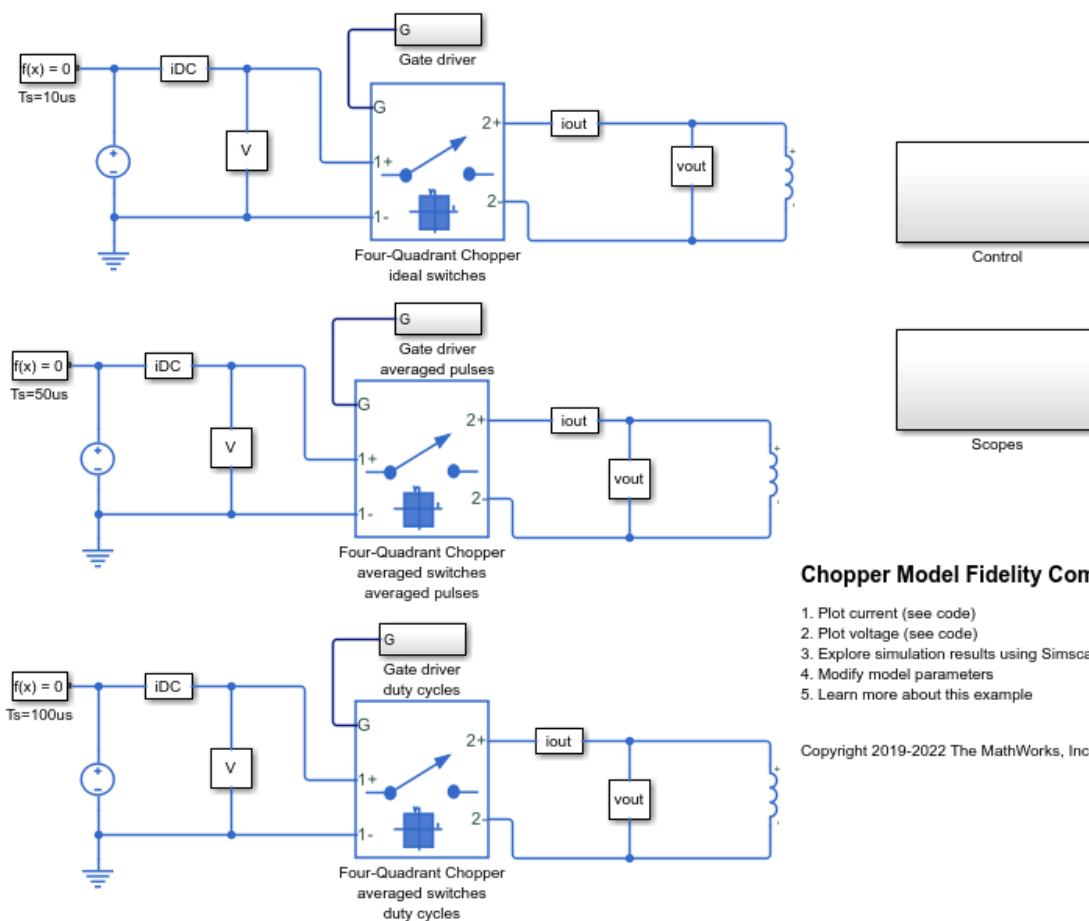 G
Gate driver
f(x) = 0
iDC
Ts=10us
V
G
1+
1-
2+
2-
iout
vout
+
Four-Quadrant Chopper
ideal switches
Control
G
Gate driver
averaged pulses
f(x) = 0
iDC
Ts=50us
V
G
1+
1-
2+
2-
iout
vout
+
Four-Quadrant Chopper
averaged switches
averaged pulses
Scopes
Chopper Model Fidelity Com
1. Plot current (see code)
2. Plot voltage (see code)
3. Explore simulation results using Simsca
4. Modify model parameters
5. Learn more about this example
Copyright 2019-2022 The MathWorks, Inc
G
Gate driver
duty cycles
f(x) = 0
iDC
Ts=100us
V
G
1+
1-
2+
2-
iout
vout
+
Four-Quadrant Chopper
averaged switches
duty cycles